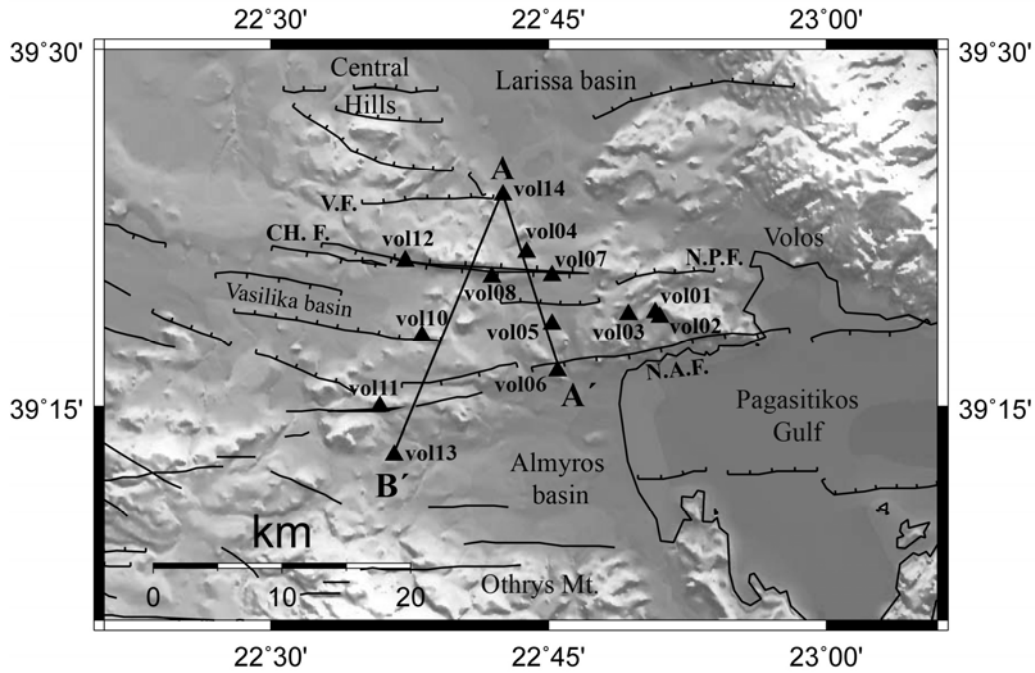 22˚30'
22˚45'
23˚00'
39˚30'
39˚30'
Central
Hills
Larissa basin
A
vol14
V.F.
CH. F.
vol12
vol04
vol07
vol08
N.P.F.
Volos
Vasilika basin
vol10
vol05
vol03
vol01
vol02
vol06
N.A.F.
A´
vol11
39˚15'
39˚15'
Pagasitikos
Gulf
vol13
B´
Almyros
basin
km
0
10
20
Othrys Mt.
22˚30'
22˚45'
23˚00'